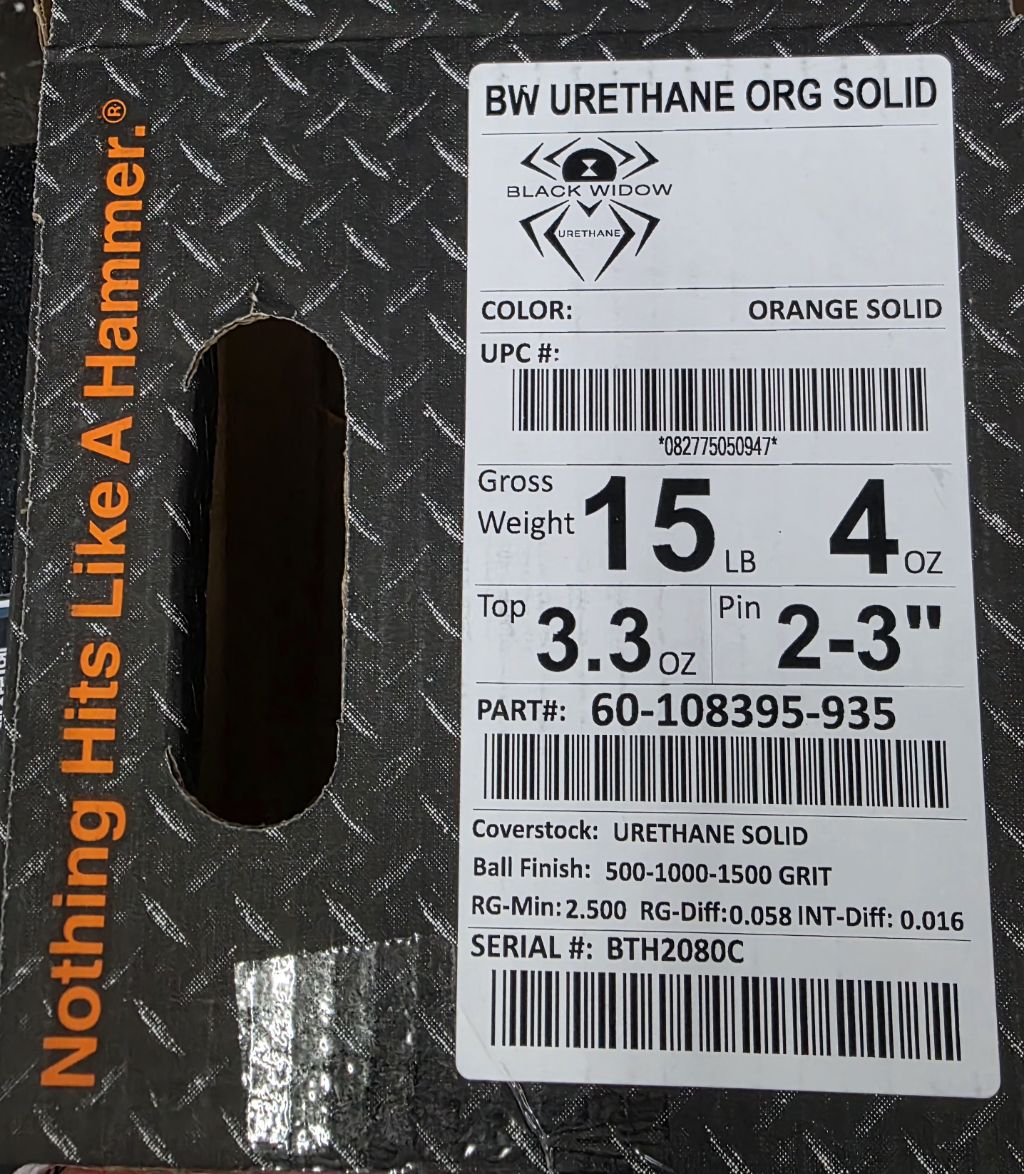 Nothing Hits Like A Hammer.®
BW URETHANE ORG SOLID
BLACK WIDOW
URETHANE
COLOR: ORANGE SOLID
UPC #:
*082775050947*
Gross
Weight 15 LB 4 OZ
Top 3.3 OZ Pin 2-3"
PART#: 60-108395-935
Coverstock: URETHANE SOLID
Ball Finish: 500-1000-1500 GRIT
RG-Min: 2.500 RG-Diff: 0.058 INT-Diff: 0.016
SERIAL #: BTH2080C